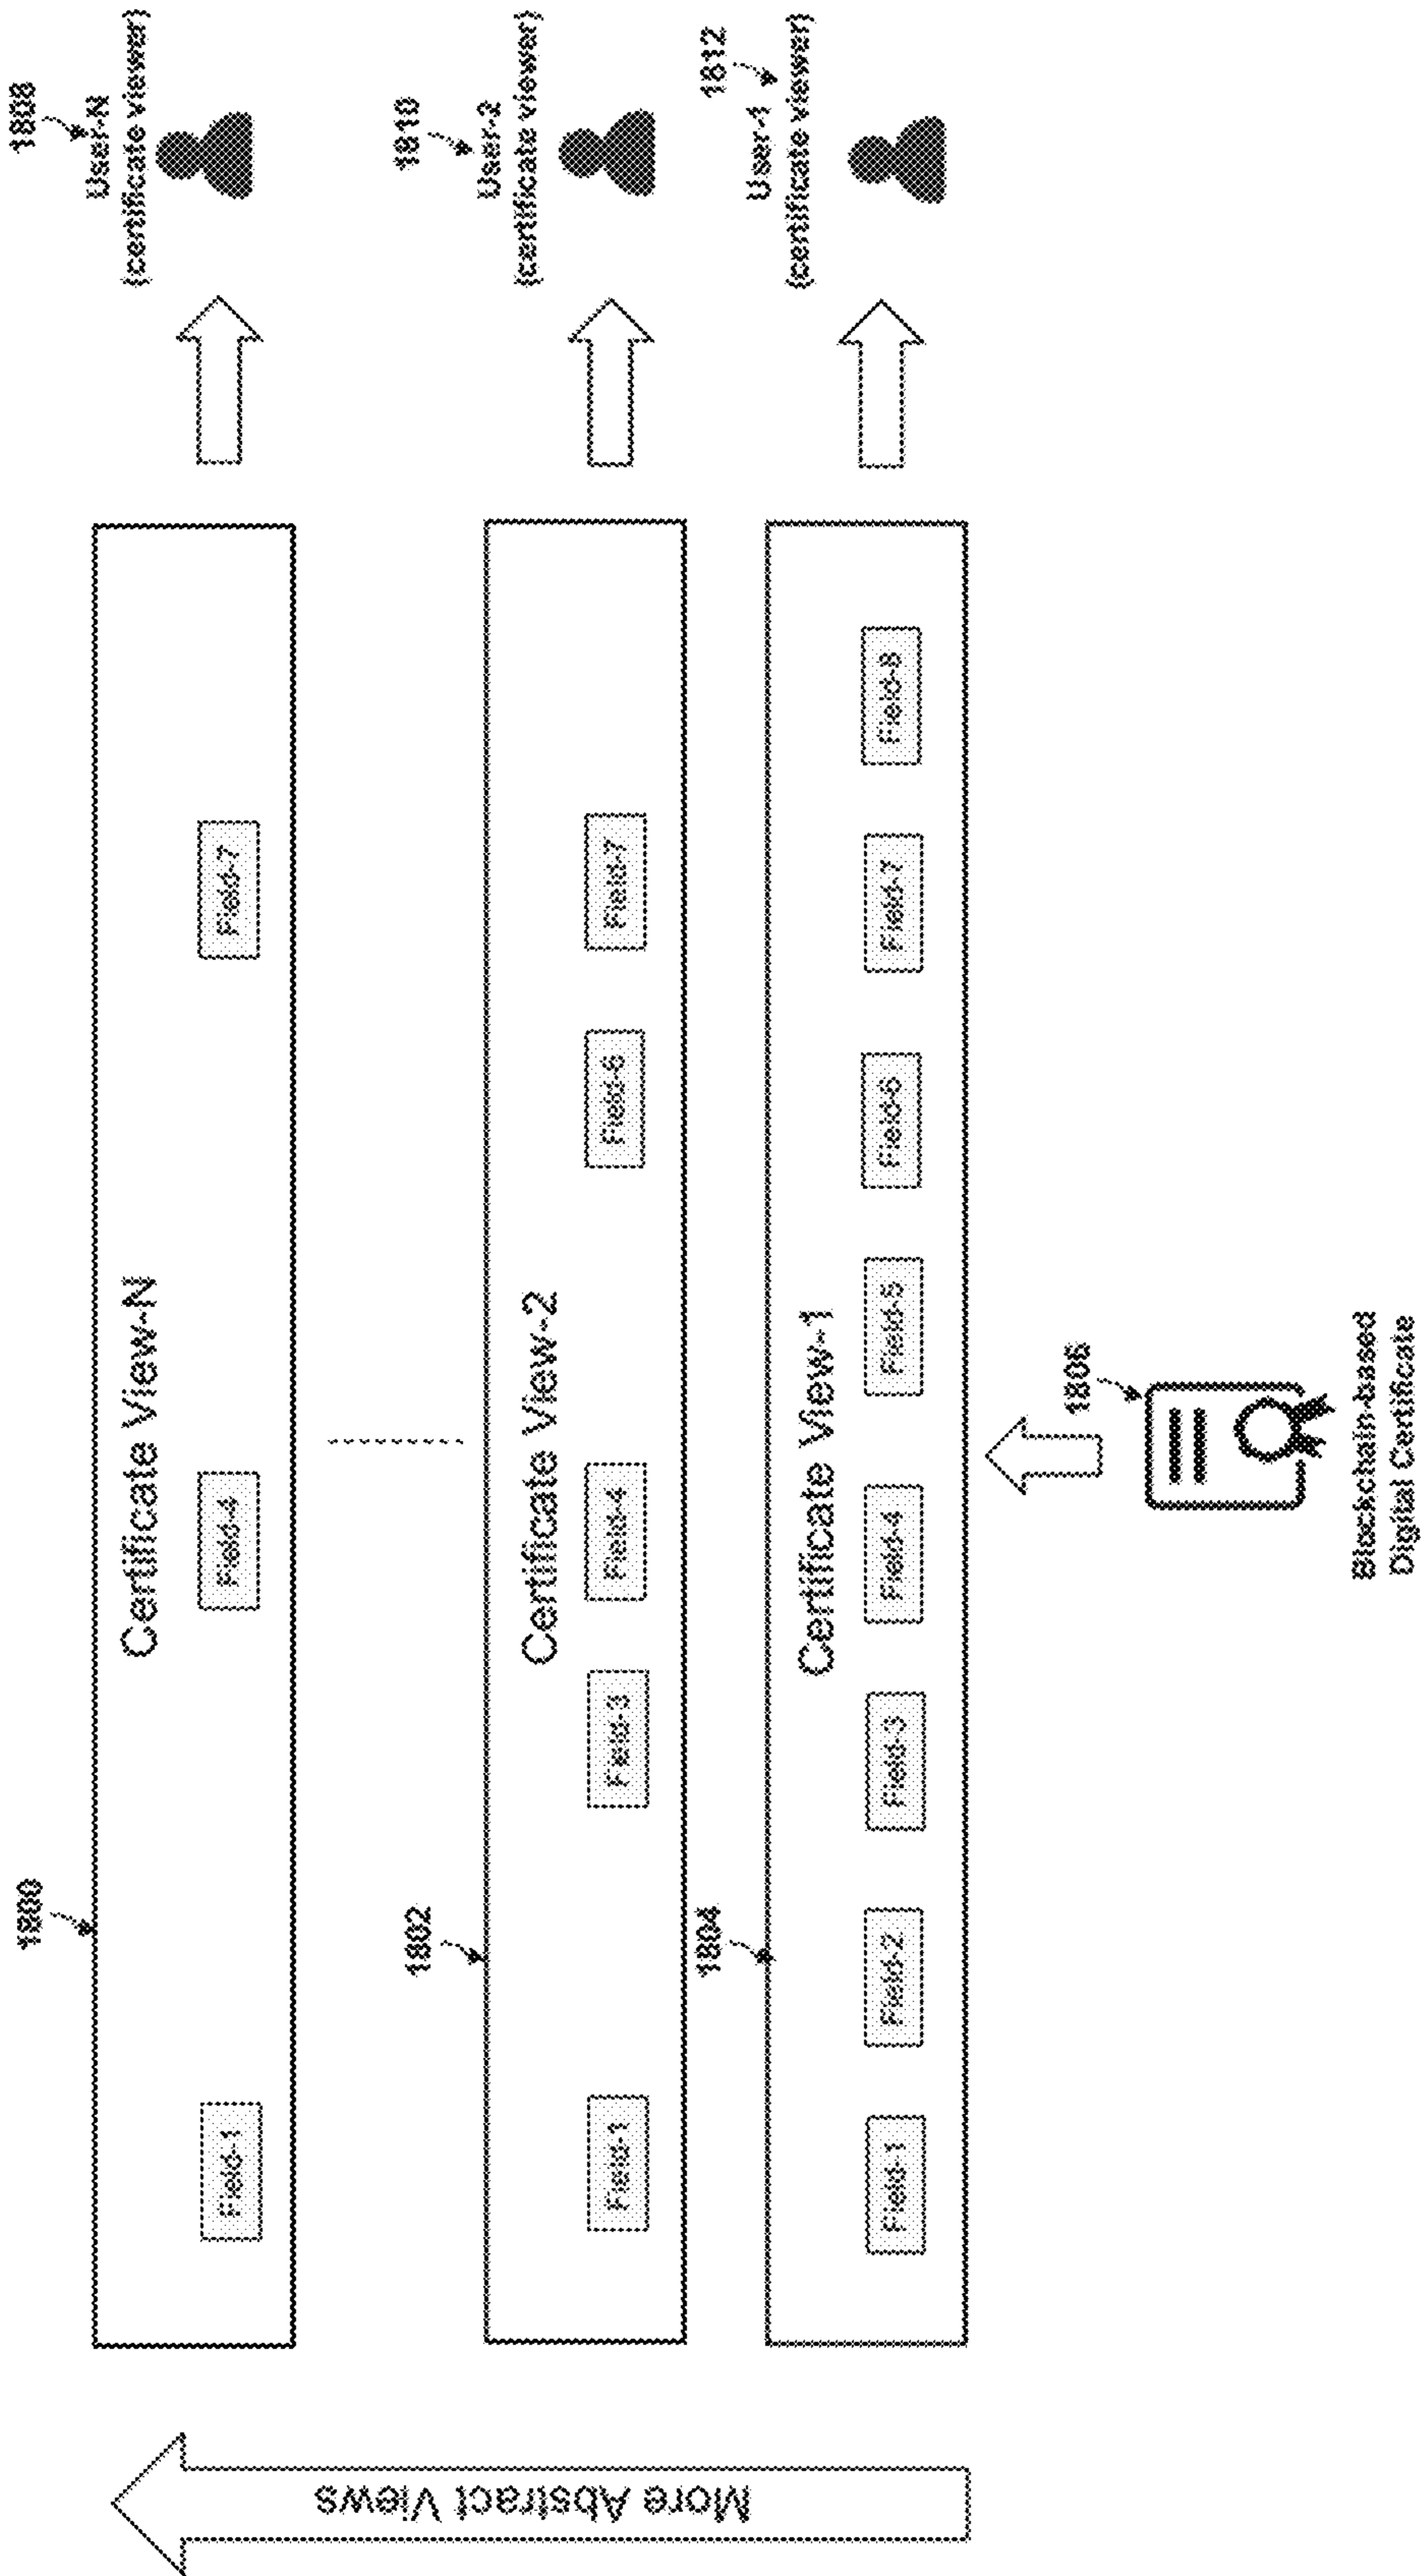 1808
User-N
(certificate viewer)
1800
Certificate View-N
Field-1
Field-4
Field-7
1810
User-2
(certificate viewer)
1802
Certificate View-2
Field-1
Field-3
Field-4
Field-6
Field-7
1812
User-1
(certificate viewer)
1804
Certificate View-1
Field-1
Field-2
Field-3
Field-4
Field-5
Field-6
Field-7
Field-8
1806
Blockchain-based
Digital Certificate
More Abstract Views